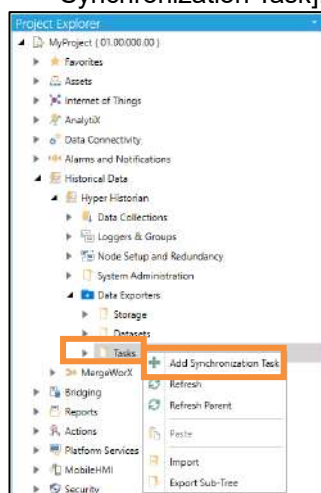 Synchronization Task]
Project Explorer
MyProject ( 01.00.000.00 )
Favorites
Assets
Internet of Things
AnalytiX
Data Connectivity
Alarms and Notifications
Historical Data
Hyper Historian
Data Collections
Loggers & Groups
Node Setup and Redundancy
System Administration
Data Exporters
Storage
Datasets
Tasks
Add Synchronization Task
MergeWorX
Refresh
Bridging
Refresh Parent
Reports
Actions
Paste
Platform Services
Import
MobileHMI
Export Sub-Tree
Security